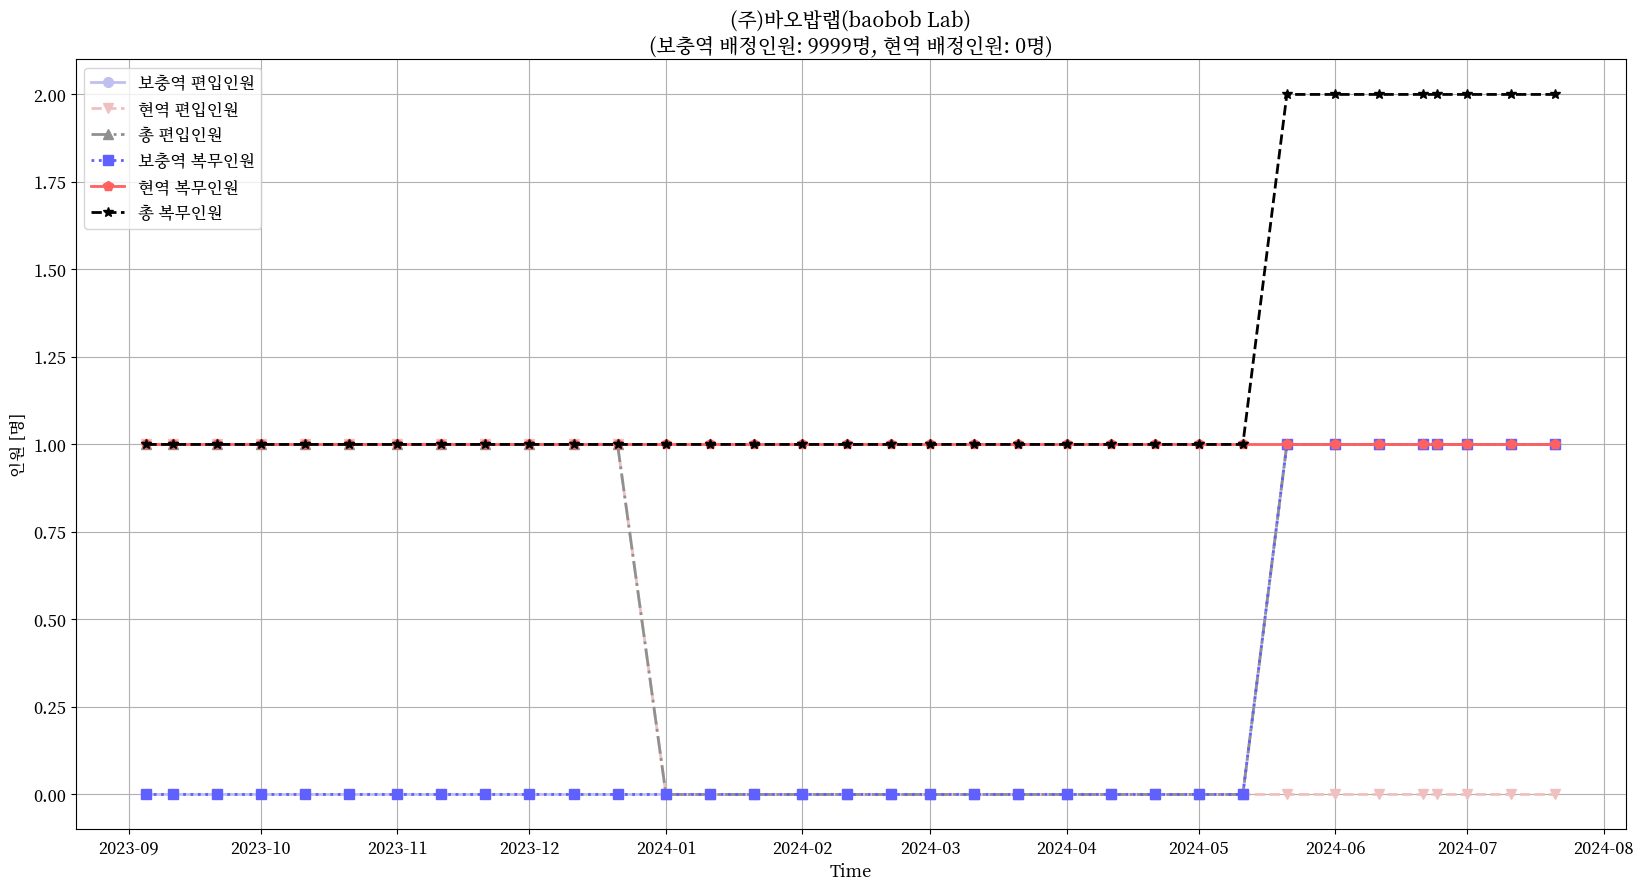 (주)바오밥랩(baobob Lab)
(보충역 배정인원: 9999명, 현역 배정인원: 0명)
보충역 편입인원
현역 편입인원
총 편입인원
보충역 복무인원
현역 복무인원
총 복무인원
2.00
1.75
1.50
1.25
1.00
0.75
0.50
0.25
0.00
인원 [명]
2023-09 2023-10 2023-11 2023-12 2024-01 2024-02 2024-03 2024-04 2024-05 2024-06 2024-07 2024-08
Time